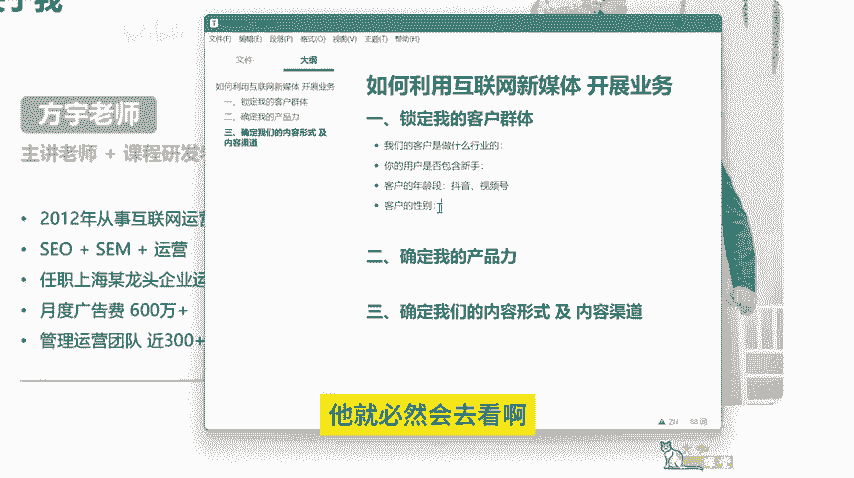 方宇老师
主讲老师 + 课程研发
• 2012年从事互联网运营
• SEO + SEM + 运营
• 任职上海某龙头企业运
• 月度广告费 600万+
• 管理运营团队 近300+
文件(F) 编辑(E) 段落(P) 格式(O) 视图(V) 主题(T) 帮助(H)
文件 大纲
如何利用互联网新媒体 开展业务
一、锁定我的客户群体
二、确定我的产品力
三、确定我们的内容形式 及
内容渠道
如何利用互联网新媒体 开展业务
一、锁定我的客户群体
• 我们的客户是做什么行业的：
• 你的用户是否包含新手：
• 客户的年龄段：抖音、视频号
• 客户的性别：
二、确定我的产品力
三、确定我们的内容形式 及 内容渠道
他就必然会去看啊